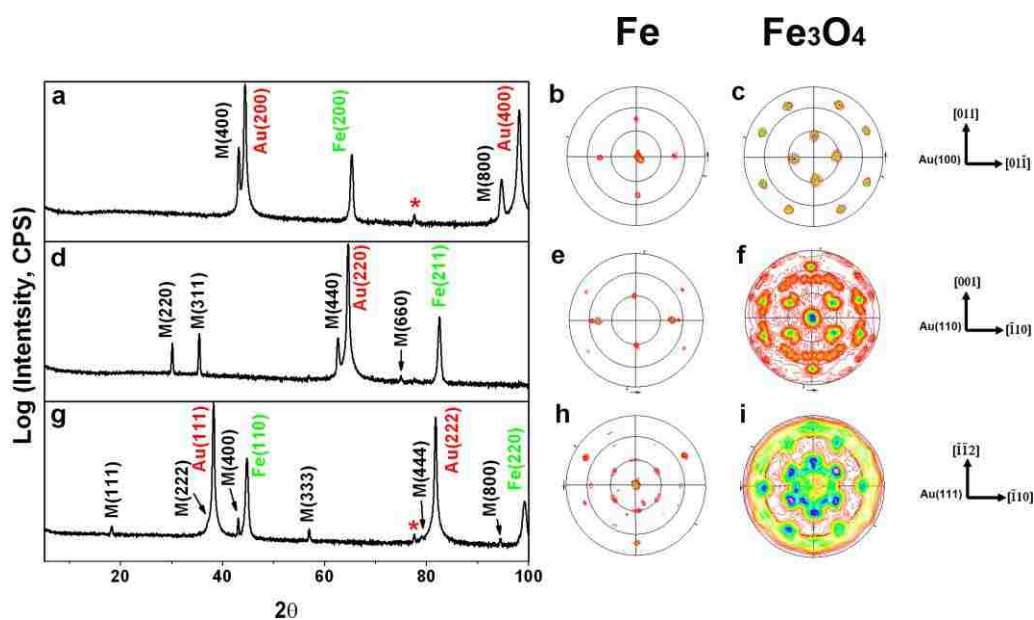 Fe
Fe₃O₄
Log (Intentsity, CPS)
a
M(400)
Au(200)
Fe(200)
*
M(800)
Au(400)
b
c
[011]
Au(100)
[011̄]
d
M(220)
M(311)
M(440)
Au(220)
M(660)
Fe(211)
e
f
[001]
Au(110)
[1̄10]
g
M(111)
M(222)
Au(111)
M(400)
Fe(110)
M(333)
*
M(444)
Au(222)
M(800)
Fe(220)
h
i
[1̄1̄2]
Au(111)
[1̄10]
20
40
60
80
100
2θ